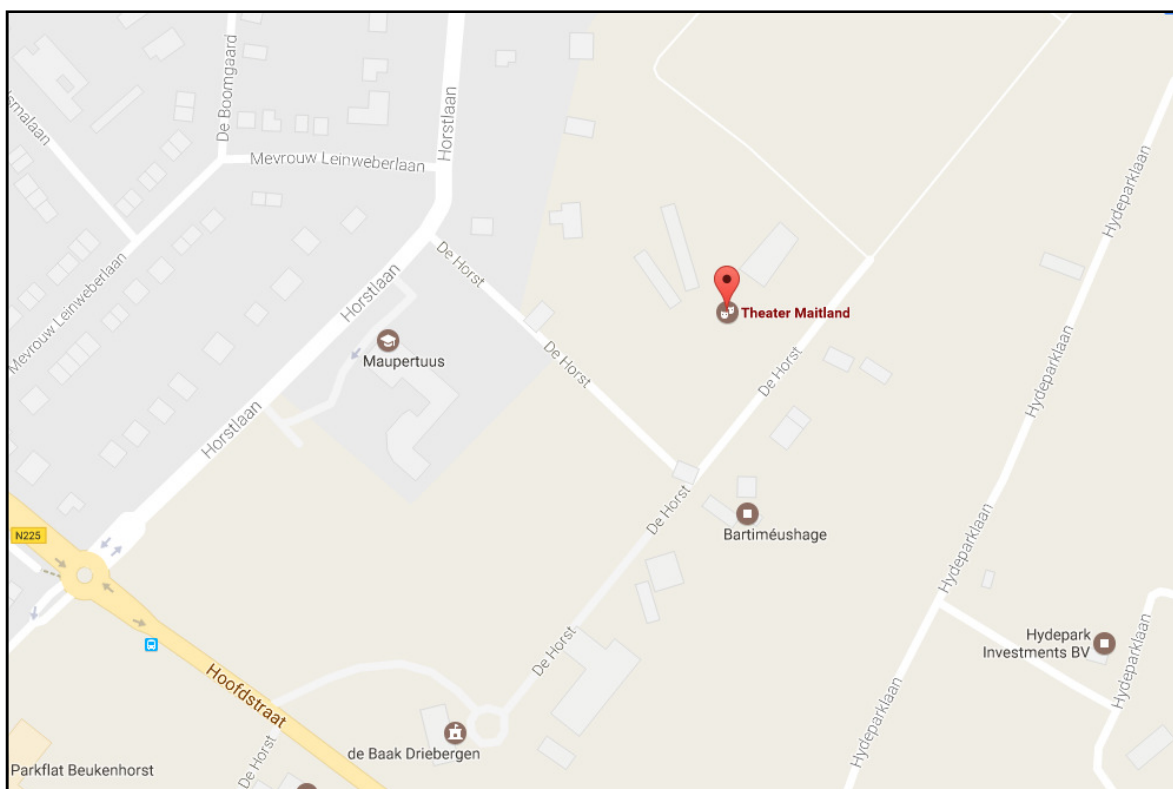 De Boomgaard
Horstlaan
Mevrouw Leinweberlaan
Hydeparklaan
De Horst
Horstlaan
Mevrouw Leinweberlaan
Theater Maitland
Maupertuus
De Horst
De Horst
Hydeparklaan
Horstlaan
De Horst
Bartiméushage
N225
Hydeparklaan
De Horst
Hydepark
Investments BV
Hydeparklaan
Hoofdstraat
Hydeparklaan
de Baak Driebergen
De Horst
Parkflat Beukenhorst